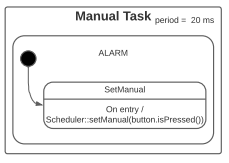 Manual Task period = 20 ms
ALARM
SetManual
On entry /
Scheduler::setManual(button.isPressed())